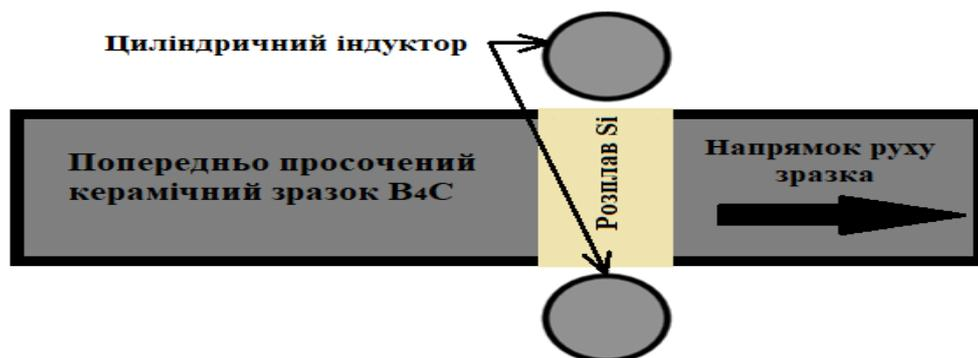 Циліндричний індуктор
Попередньо просочений
керамічний зразок B4C
Розплав Si
Напрямок руху
зразка